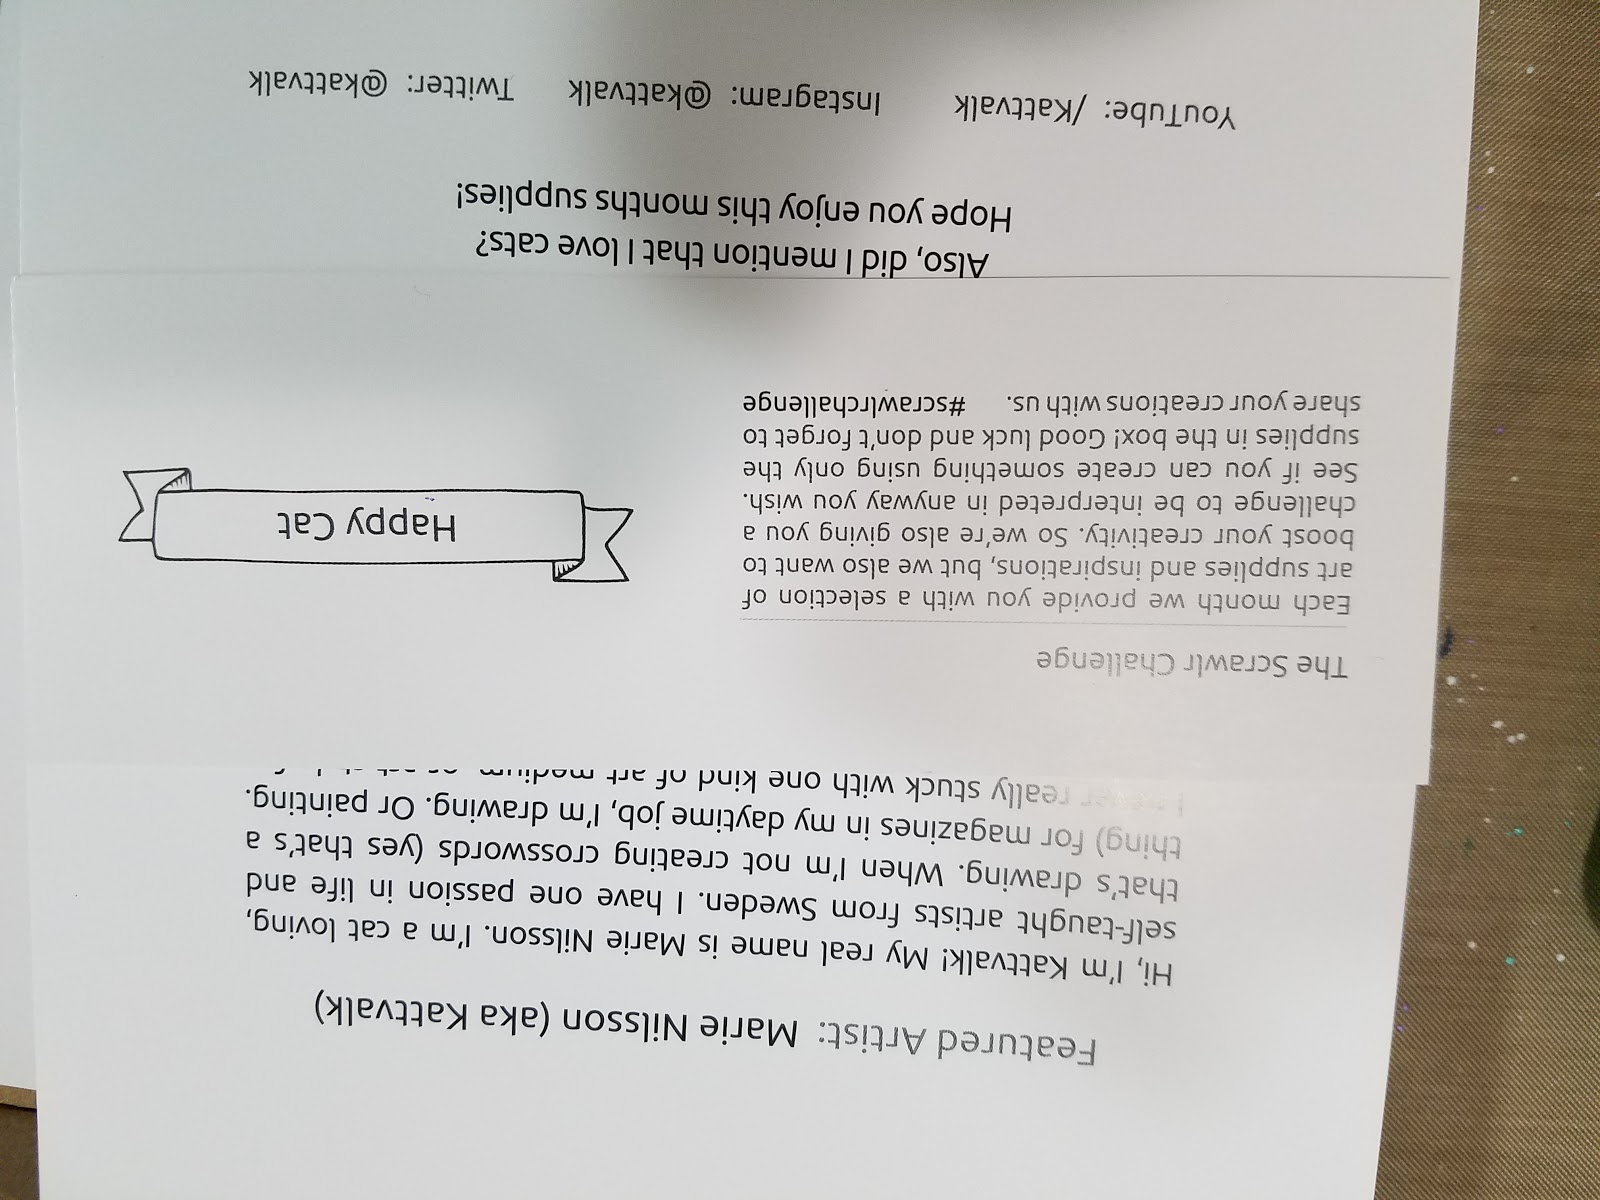 Featured Artist: Marie Nilsson (aka Kattvalk)
Hi, I'm Kattvalk! My real name is Marie Nilsson. I'm a cat loving,
self-taught artists from Sweden. I have one passion in life and
that's drawing. When I'm not creating crosswords (yes that's a
thing) for magazines in my daytime job, I'm drawing. Or painting.
I never really stuck with one kind of art medium
The Scrawlr Challenge
Each month we provide you with a selection of
art supplies and inspirations, but we also want to
boost your creativity. So we're also giving you a
challenge to be interpreted in anyway you wish.
See if you can create something using only the
supplies in the box! Good luck and don't forget to
share your creations with us. #scrawlrchallenge
Happy Cat
Also, did I mention that I love cats?
Hope you enjoy this months supplies!
YouTube: /Kattvalk Instagram: @kattvalk Twitter: @kattvalk